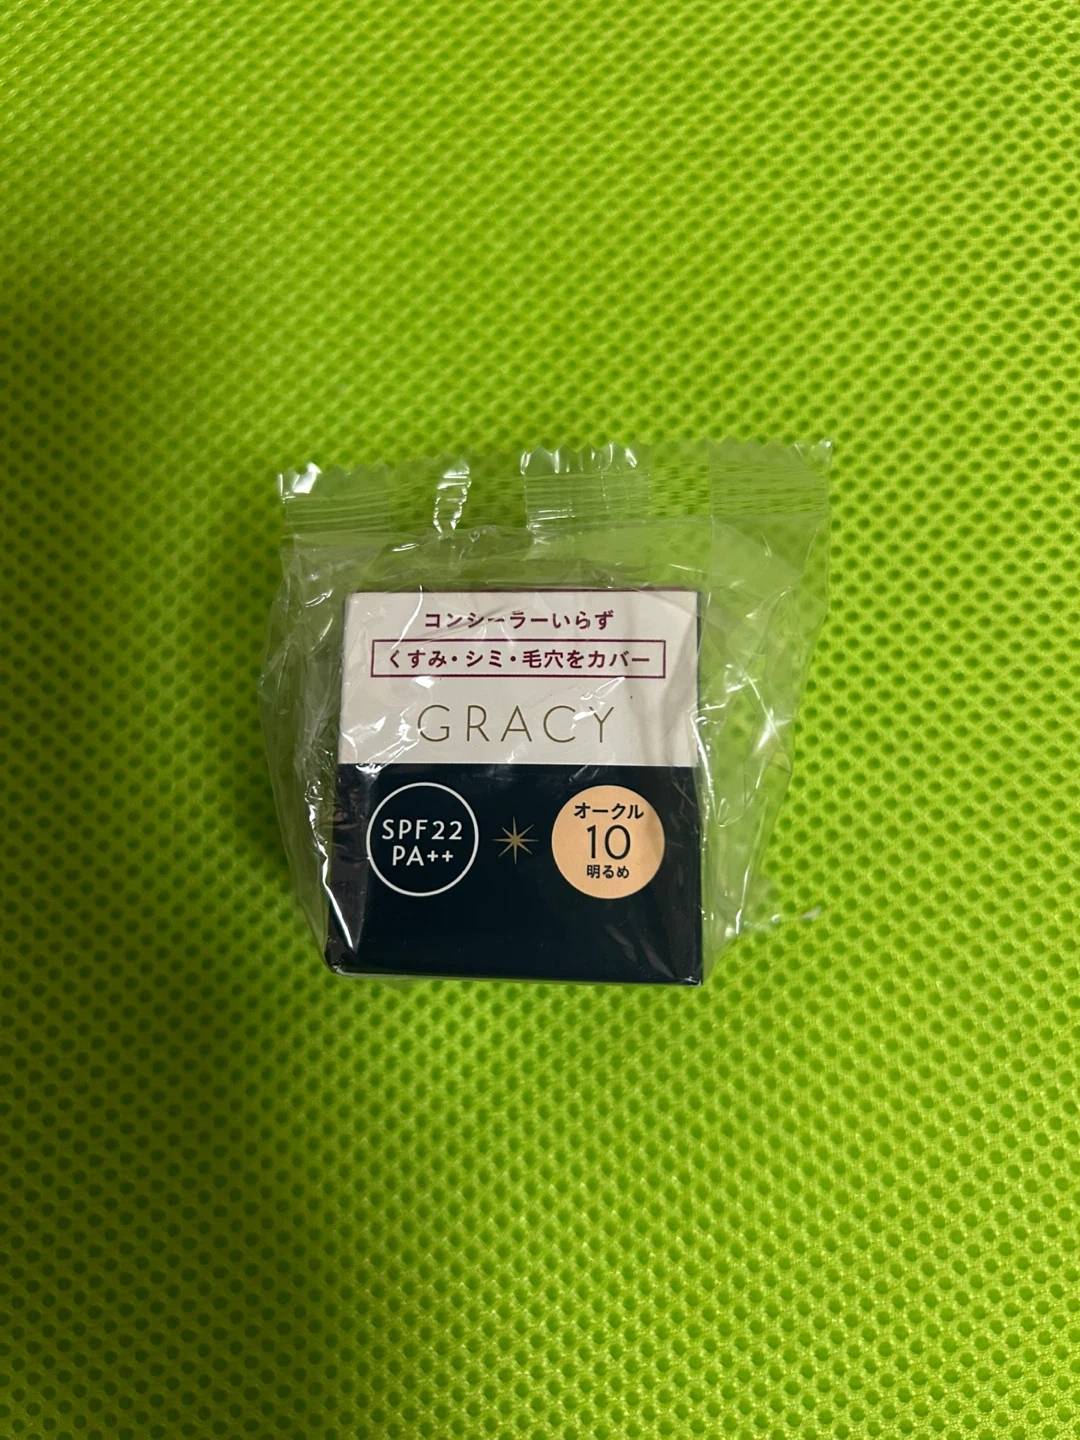 コンシーラーいらず
くすみ・シミ・毛穴をカバー
GRACY
SPF22
PA++
オークル
10
明るめ